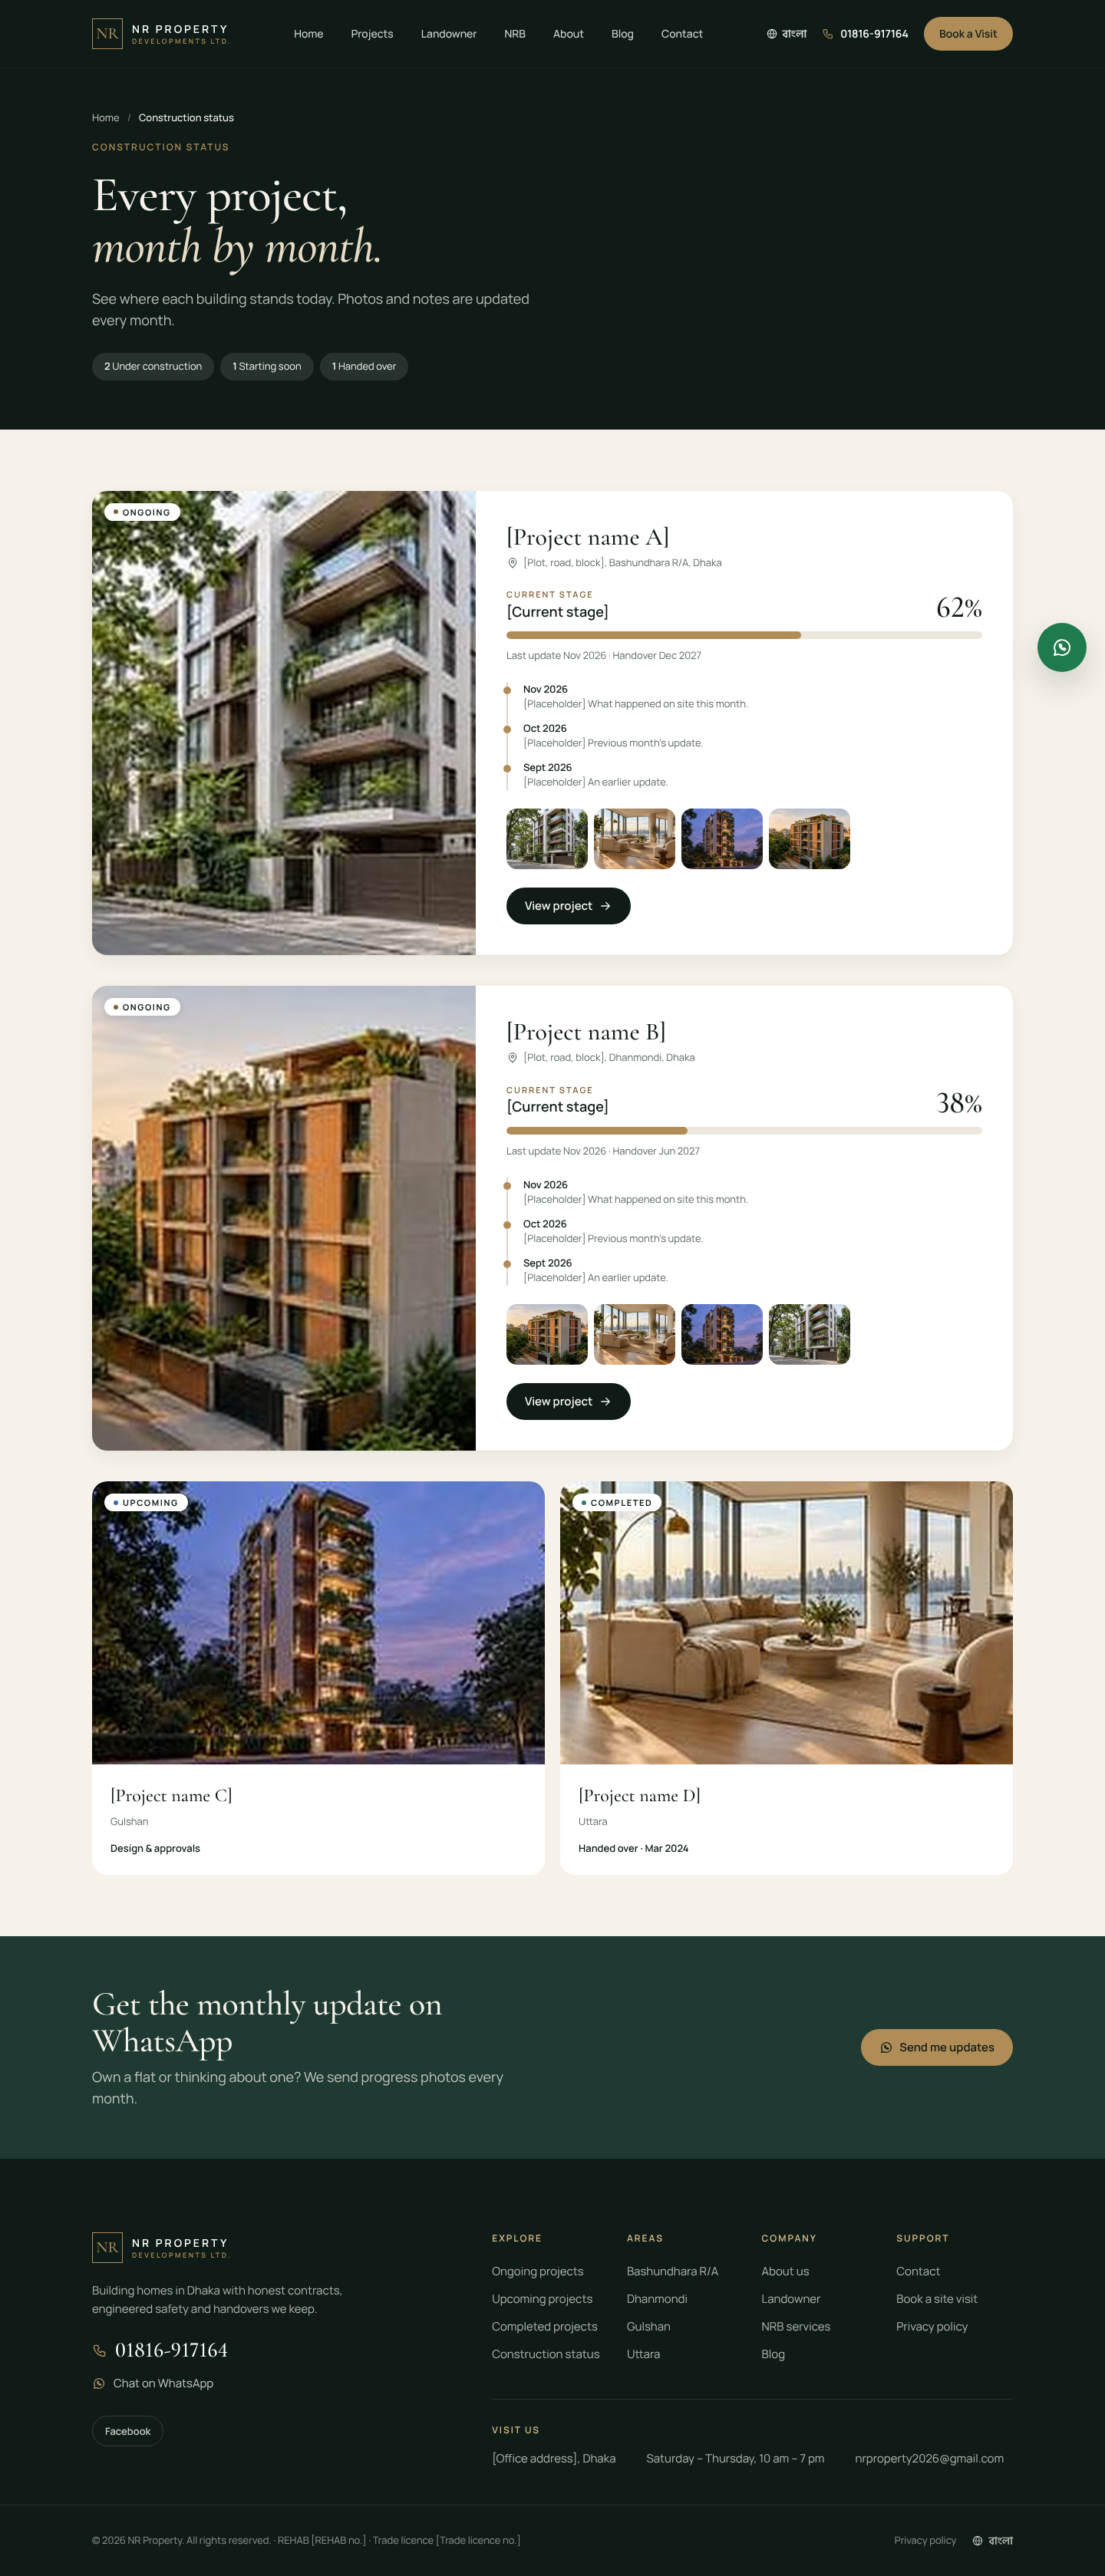 NR
NR PROPERTY
DEVELOPMENTS LTD.
Home
Projects
Landowner
NRB
About
Blog
Contact
বাংলা
01816-917164
Book a Visit
Home / Construction status
CONSTRUCTION STATUS
Every project,
month by month.
See where each building stands today. Photos and notes are updated
every month.
2 Under construction
1 Starting soon
1 Handed over
ONGOING
[Project name A]
[Plot, road, block], Bashundhara R/A, Dhaka
CURRENT STAGE
[Current stage]
62%
Last update Nov 2026 · Handover Dec 2027
Nov 2026
[Placeholder] What happened on site this month.
Oct 2026
[Placeholder] Previous month's update.
Sept 2026
[Placeholder] An earlier update.
View project
ONGOING
[Project name B]
[Plot, road, block], Dhanmondi, Dhaka
CURRENT STAGE
[Current stage]
38%
Last update Nov 2026 · Handover Jun 2027
Nov 2026
[Placeholder] What happened on site this month.
Oct 2026
[Placeholder] Previous month's update.
Sept 2026
[Placeholder] An earlier update.
View project
UPCOMING
[Project name C]
Gulshan
Design & approvals
COMPLETED
[Project name D]
Uttara
Handed over · Mar 2024
Get the monthly update on
WhatsApp
Own a flat or thinking about one? We send progress photos every
month.
Send me updates
NR
NR PROPERTY
DEVELOPMENTS LTD.
Building homes in Dhaka with honest contracts,
engineered safety and handovers we keep.
01816-917164
Chat on WhatsApp
Facebook
EXPLORE
Ongoing projects
Upcoming projects
Completed projects
Construction status
AREAS
Bashundhara R/A
Dhanmondi
Gulshan
Uttara
COMPANY
About us
Landowner
NRB services
Blog
SUPPORT
Contact
Book a site visit
Privacy policy
VISIT US
[Office address], Dhaka
Saturday – Thursday, 10 am – 7 pm
nrproperty2026@gmail.com
© 2026 NR Property. All rights reserved. · REHAB [REHAB no.] · Trade licence [Trade licence no.]
Privacy policy
বাংলা